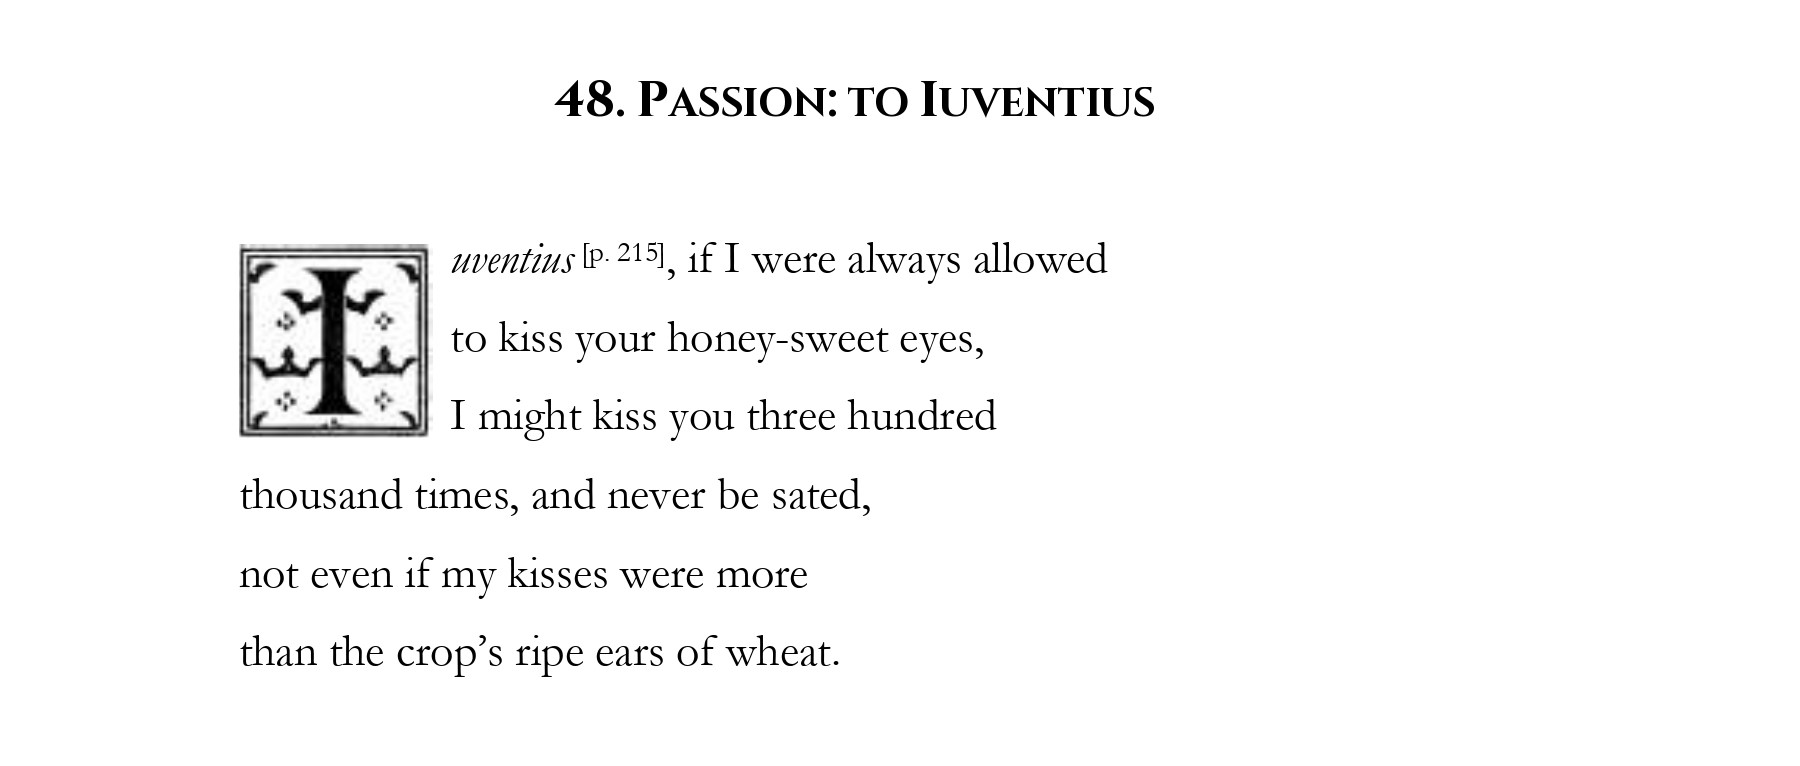 48. PASSION: TO IUVENTIUS
Iuventius [p. 215], if I were always allowed
to kiss your honey-sweet eyes,
I might kiss you three hundred
thousand times, and never be sated,
not even if my kisses were more
than the crop’s ripe ears of wheat.